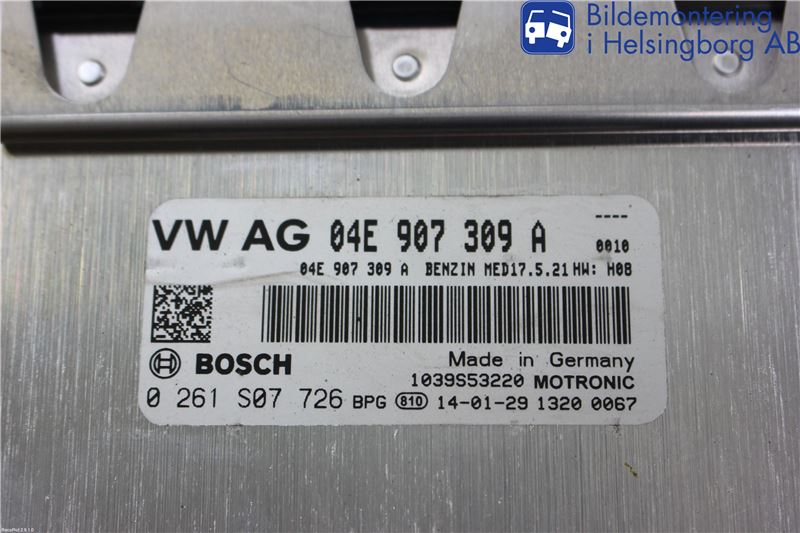 Bildemontering
i Helsingborg AB
----
VW AG 04E 907 309 A 0010
04E 907 309 A BENZIN MED17.5.21 HW: H08
BOSCH
Made in Germany
1039S53220 MOTRONIC
0 261 S07 726 BPG 810 14-01-29 1320 0067